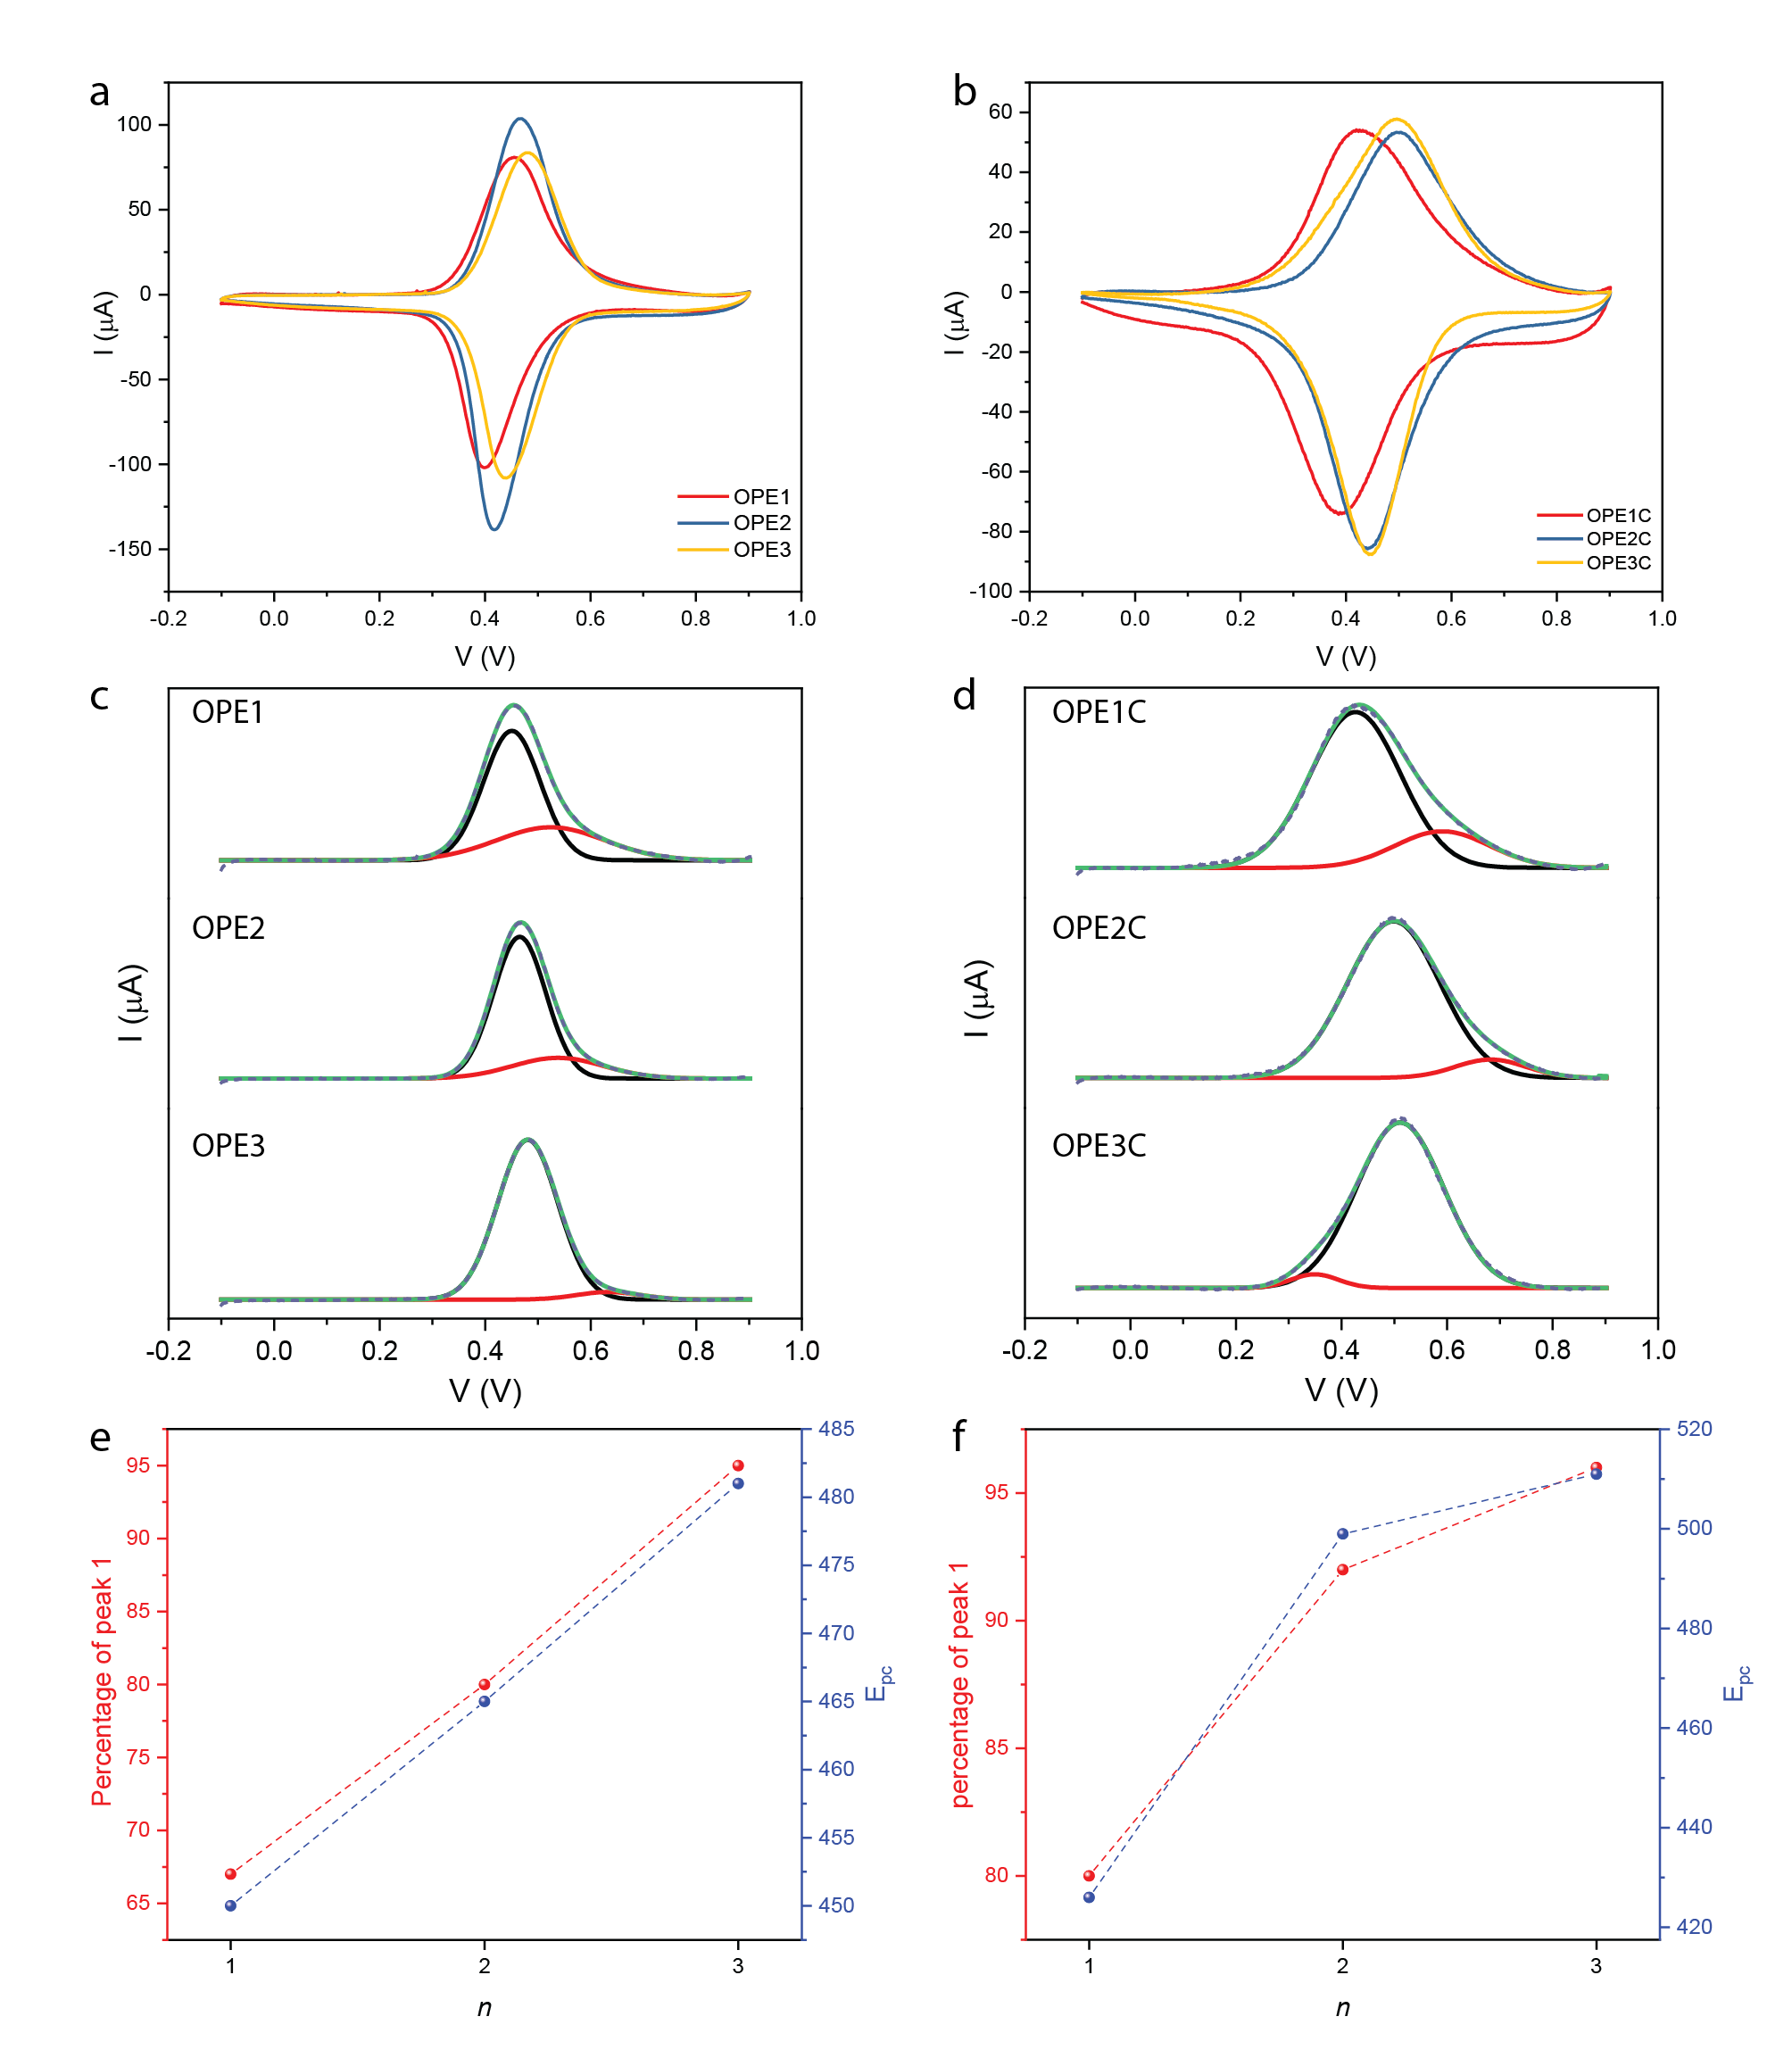 a
100
50
0
-50
-100
-150
I (μA)
OPE1
OPE2
OPE3
-0.2 0.0 0.2 0.4 0.6 0.8 1.0
V (V)
b
60
40
20
0
-20
-40
-60
-80
-100
I (μA)
OPE1C
OPE2C
OPE3C
-0.2 0.0 0.2 0.4 0.6 0.8 1.0
V (V)
c
OPE1
OPE2
OPE3
I (μA)
-0.2 0.0 0.2 0.4 0.6 0.8 1.0
V (V)
d
OPE1C
OPE2C
OPE3C
I (μA)
-0.2 0.0 0.2 0.4 0.6 0.8 1.0
V (V)
e
95
90
85
80
75
70
65
Percentage of peak 1
485
480
475
470
465
460
455
450
Epc
1 2 3
n
f
95
90
85
80
percentage of peak 1
520
500
480
460
440
420
Epc
1 2 3
n